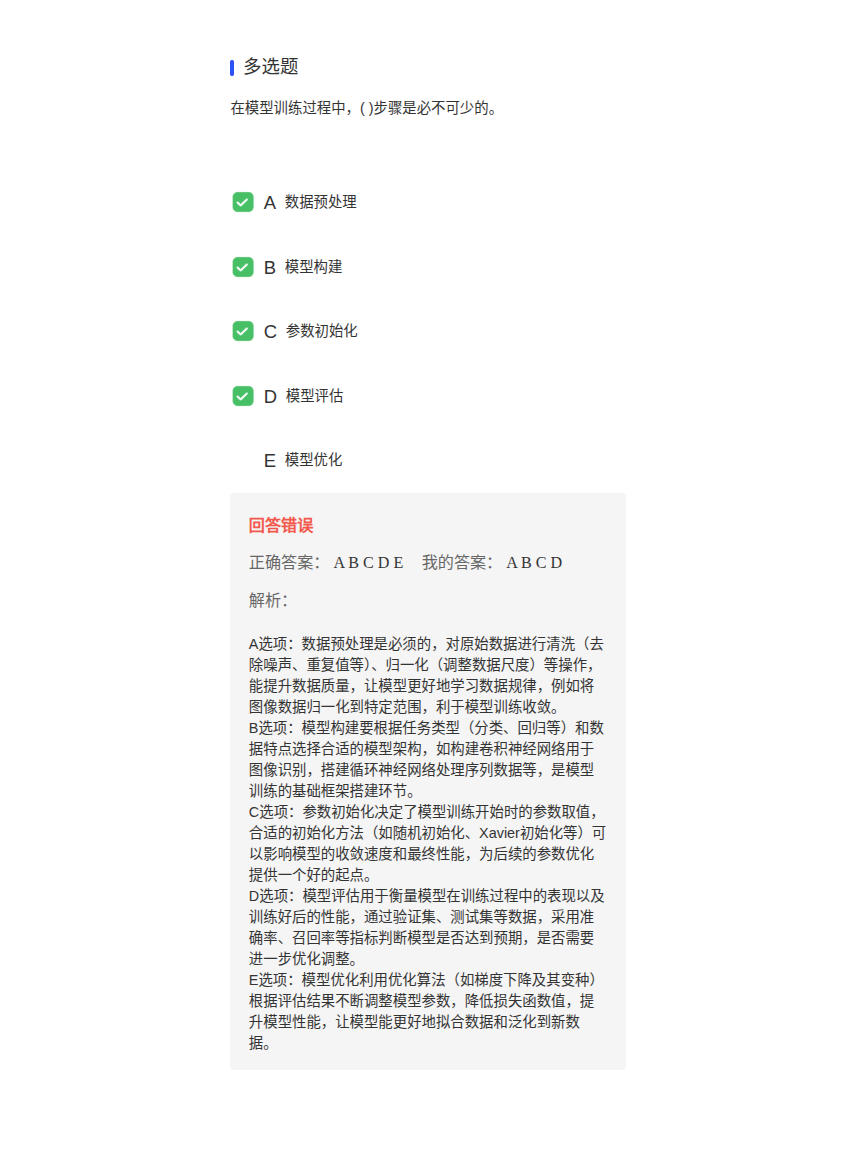 多选题
在模型训练过程中，( )步骤是必不可少的。
A 数据预处理
B 模型构建
C 参数初始化
D 模型评估
E 模型优化
回答错误
正确答案： A B C D E 我的答案： A B C D
解析：
A选项：数据预处理是必须的，对原始数据进行清洗（去
除噪声、重复值等）、归一化（调整数据尺度）等操作，
能提升数据质量，让模型更好地学习数据规律，例如将
图像数据归一化到特定范围，利于模型训练收敛。
B选项：模型构建要根据任务类型（分类、回归等）和数
据特点选择合适的模型架构，如构建卷积神经网络用于
图像识别，搭建循环神经网络处理序列数据等，是模型
训练的基础框架搭建环节。
C选项：参数初始化决定了模型训练开始时的参数取值，
合适的初始化方法（如随机初始化、Xavier初始化等）可
以影响模型的收敛速度和最终性能，为后续的参数优化
提供一个好的起点。
D选项：模型评估用于衡量模型在训练过程中的表现以及
训练好后的性能，通过验证集、测试集等数据，采用准
确率、召回率等指标判断模型是否达到预期，是否需要
进一步优化调整。
E选项：模型优化利用优化算法（如梯度下降及其变种）
根据评估结果不断调整模型参数，降低损失函数值，提
升模型性能，让模型能更好地拟合数据和泛化到新数
据。